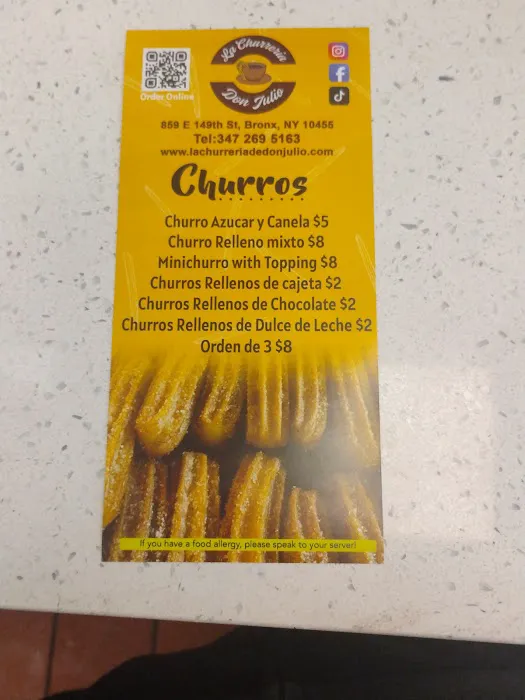 La Churreria
Don Julio
Order Online
859 E 149th St, Bronx, NY 10455
Tel:347 269 5163
www.lachurreriadedonjulio.com
Churros
Churro Azucar y Canela $5
Churro Relleno mixto $8
Minichurro with Topping $8
Churros Rellenos de cajeta $2
Churros Rellenos de Chocolate $2
Churros Rellenos de Dulce de Leche $2
Orden de 3 $8
If you have a food allergy, please speak to your server!